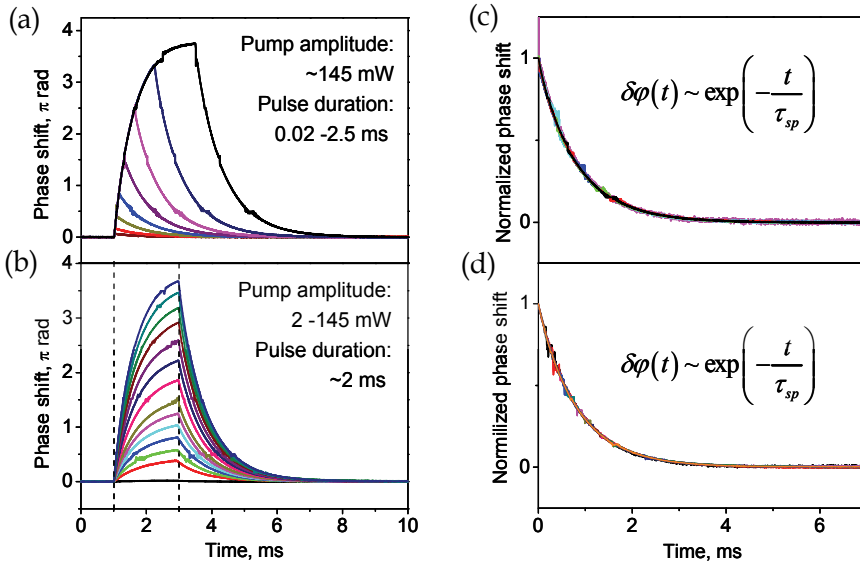 (a)
Pump amplitude:
~145 mW
Pulse duration:
0.02 -2.5 ms
Phase shift, π rad
4
3
2
1
0
(b)
Pump amplitude:
2 -145 mW
Pulse duration:
~2 ms
Phase shift, π rad
4
3
2
1
0
0 2 4 6 8 10
Time, ms
(c)
δφ(t) ~ exp(-t/τsp)
Normalized phase shift
1
0
(d)
δφ(t) ~ exp(-t/τsp)
Normilized phase shift
1
0
0 2 4 6
Time, ms